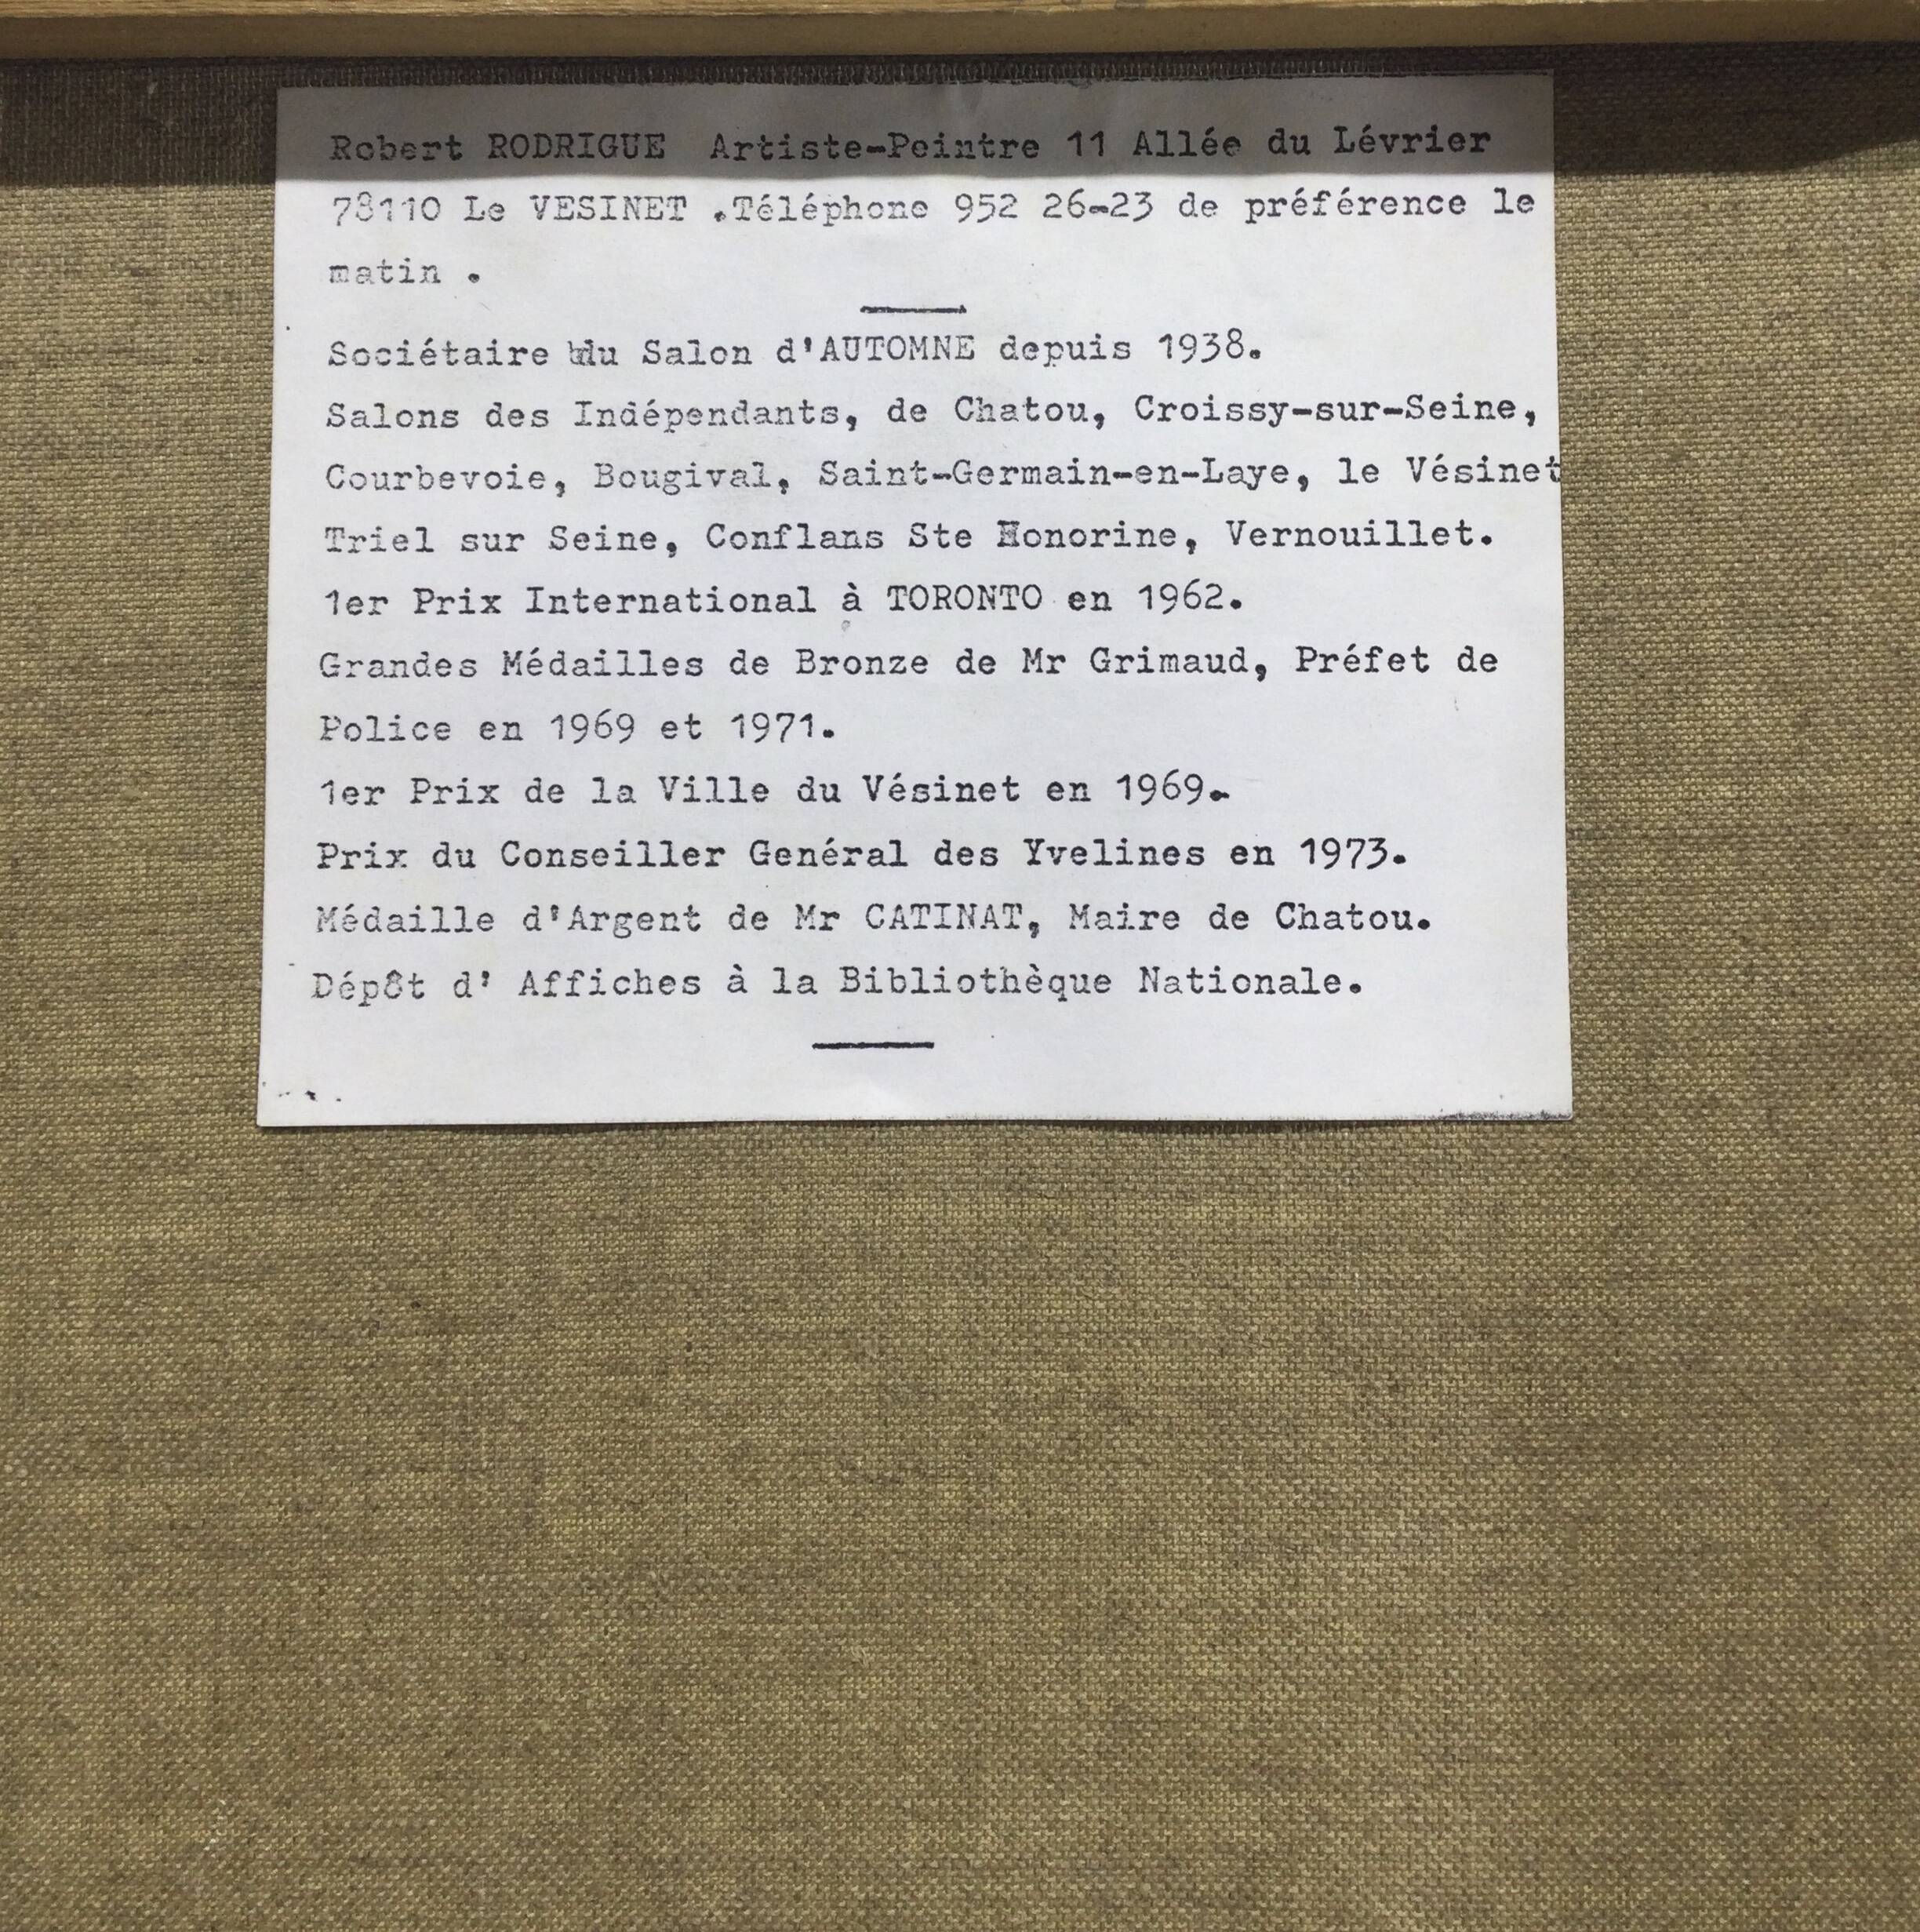 Robert RODRIGUE Artiste-Peintre 11 Allée du Lévrier
78110 Le VESINET .Téléphone 952 26-23 de préférence le
matin .
Sociétaire du Salon d'AUTOMNE depuis 1938.
Salons des Indépendants, de Chatou, Croissy-sur-Seine,
Courbevoie, Bougival, Saint-Germain-en-Laye, le Vésinet
Triel sur Seine, Conflans Ste Honorine, Vernouillet.
1er Prix International à TORONTO en 1962.
Grandes Médailles de Bronze de Mr Grimaud, Préfet de
Police en 1969 et 1971.
1er Prix de la Ville du Vésinet en 1969.
Prix du Conseiller Genéral des Yvelines en 1973.
Médaille d'Argent de Mr CATINAT, Maire de Chatou.
Dépôt d' Affiches à la Bibliothèque Nationale.